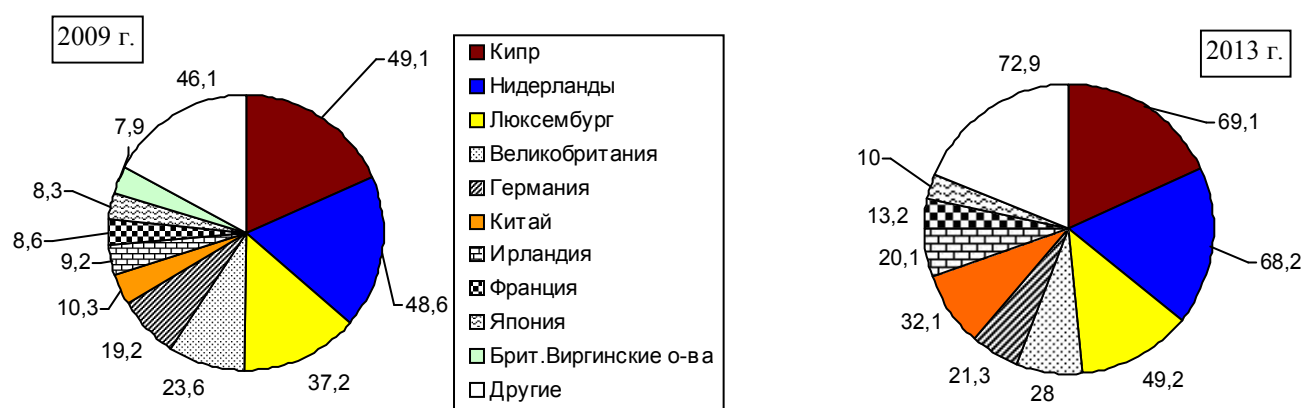 2009 г.
49,1
48,6
37,2
23,6
19,2
10,3
9,2
8,6
8,3
7,9
46,1
Кипр
Нидерланды
Люксембург
Великобритания
Германия
Китай
Ирландия
Франция
Япония
Брит.Виргинские о-ва
Другие
2013 г.
69,1
68,2
49,2
28
21,3
32,1
20,1
13,2
10
72,9